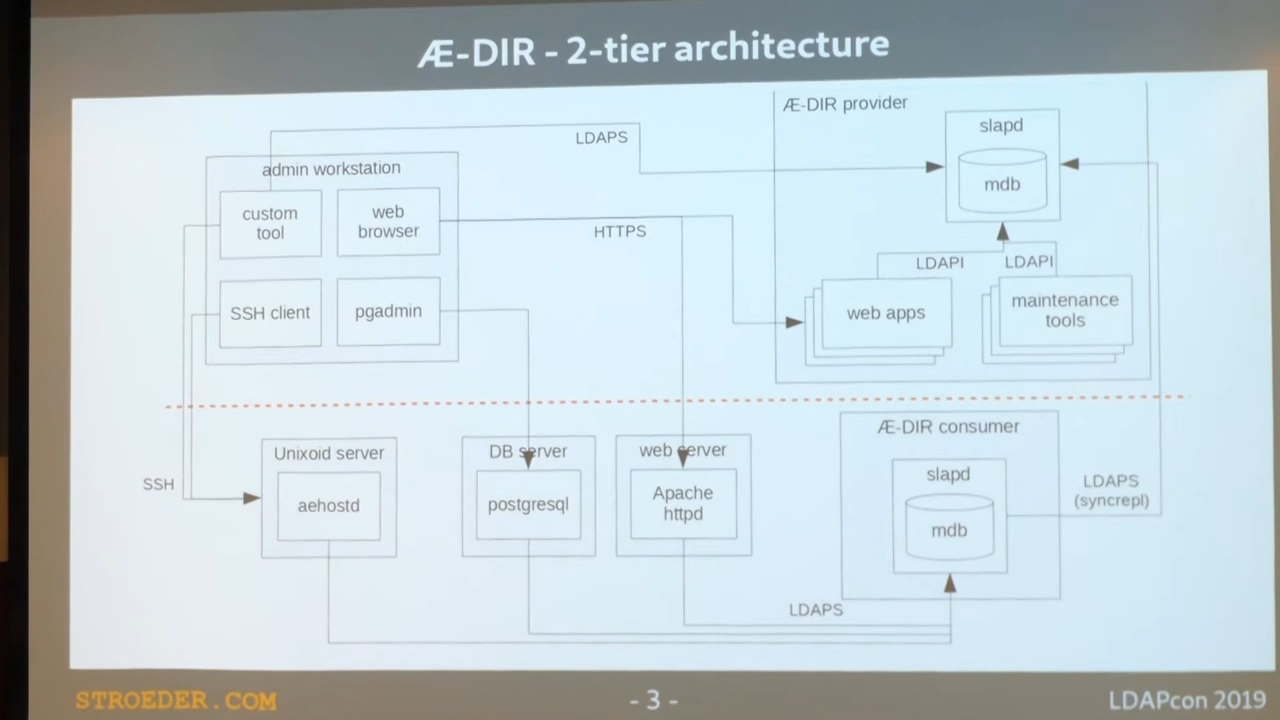 Æ-DIR - 2-tier architecture
Æ-DIR provider
slapd
mdb
LDAPS
admin workstation
custom
tool
web
browser
HTTPS
LDAPI
LDAPI
SSH client
pgadmin
web apps
maintenance
tools
Æ-DIR consumer
Unixoid server
DB server
web server
slapd
SSH
aehostd
postgresql
Apache
httpd
mdb
LDAPS
(syncrepl)
LDAPS
STROEDER.COM
- 3 -
LDAPcon 2019